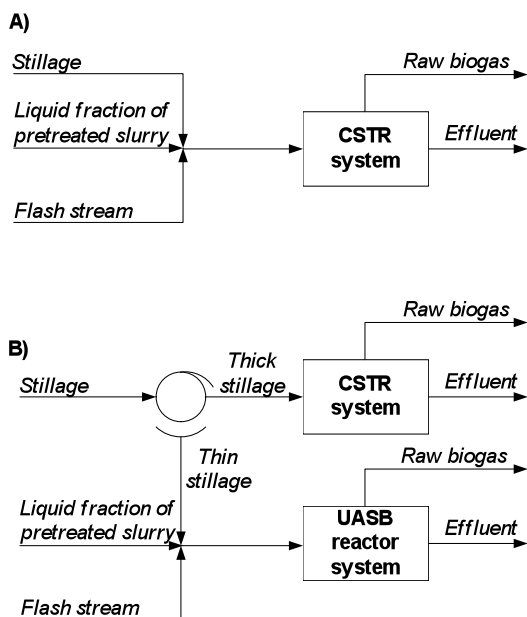 A)
Stillage
Raw biogas
Liquid fraction of
pretreated slurry
CSTR
system
Effluent
Flash stream
B)
Raw biogas
Stillage
Thick
stillage
CSTR
system
Effluent
Thin
stillage
Raw biogas
Liquid fraction of
pretreated slurry
UASB
reactor
system
Effluent
Flash stream